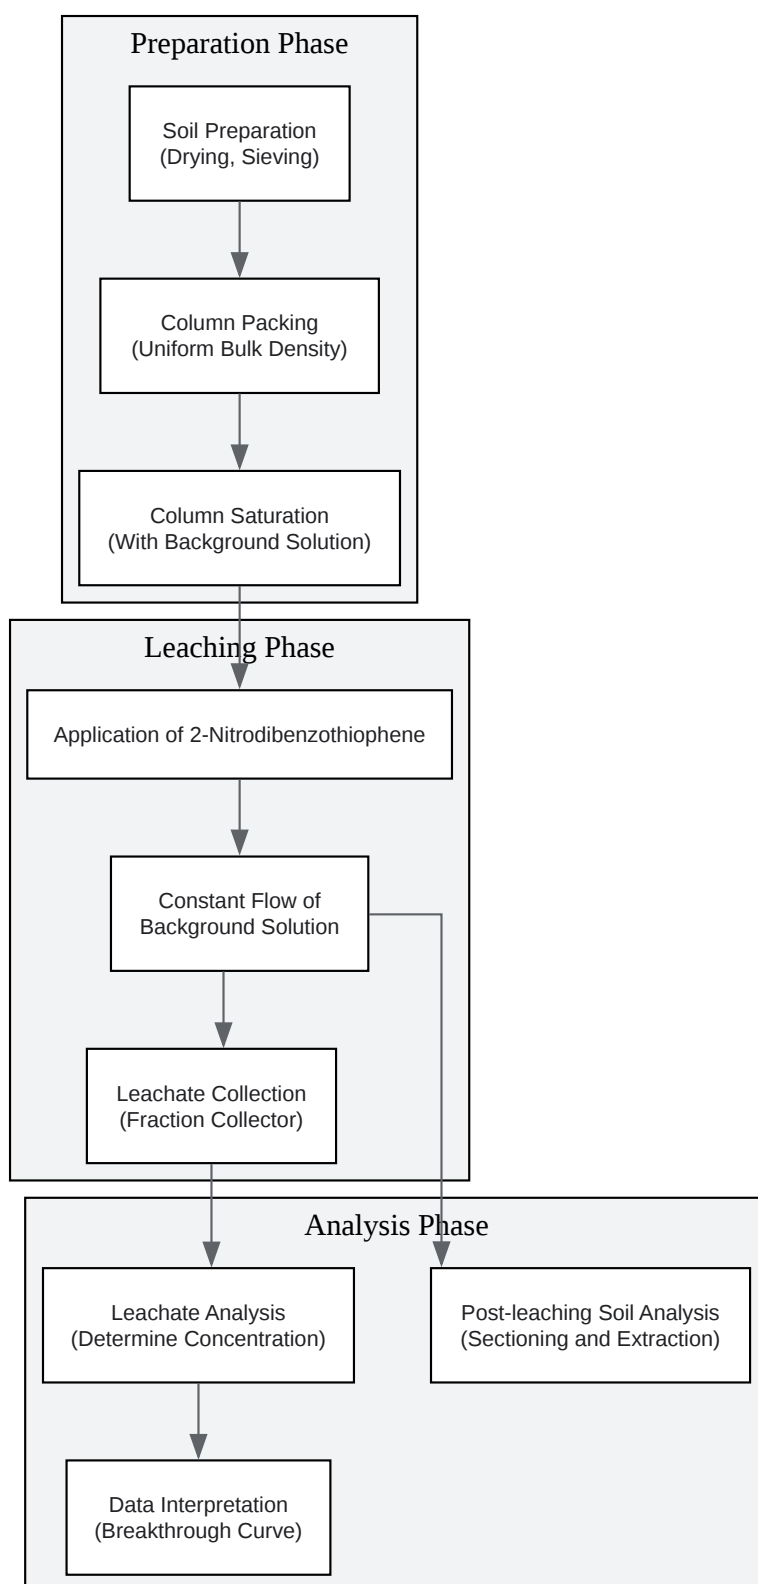 Preparation Phase
Soil Preparation
(Drying, Sieving)
Column Packing
(Uniform Bulk Density)
Column Saturation
(With Background Solution)
Leaching Phase
Application of 2-Nitrodibenzothiophene
Constant Flow of
Background Solution
Leachate Collection
(Fraction Collector)
Analysis Phase
Leachate Analysis
(Determine Concentration)
Post-leaching Soil Analysis
(Sectioning and Extraction)
Data Interpretation
(Breakthrough Curve)